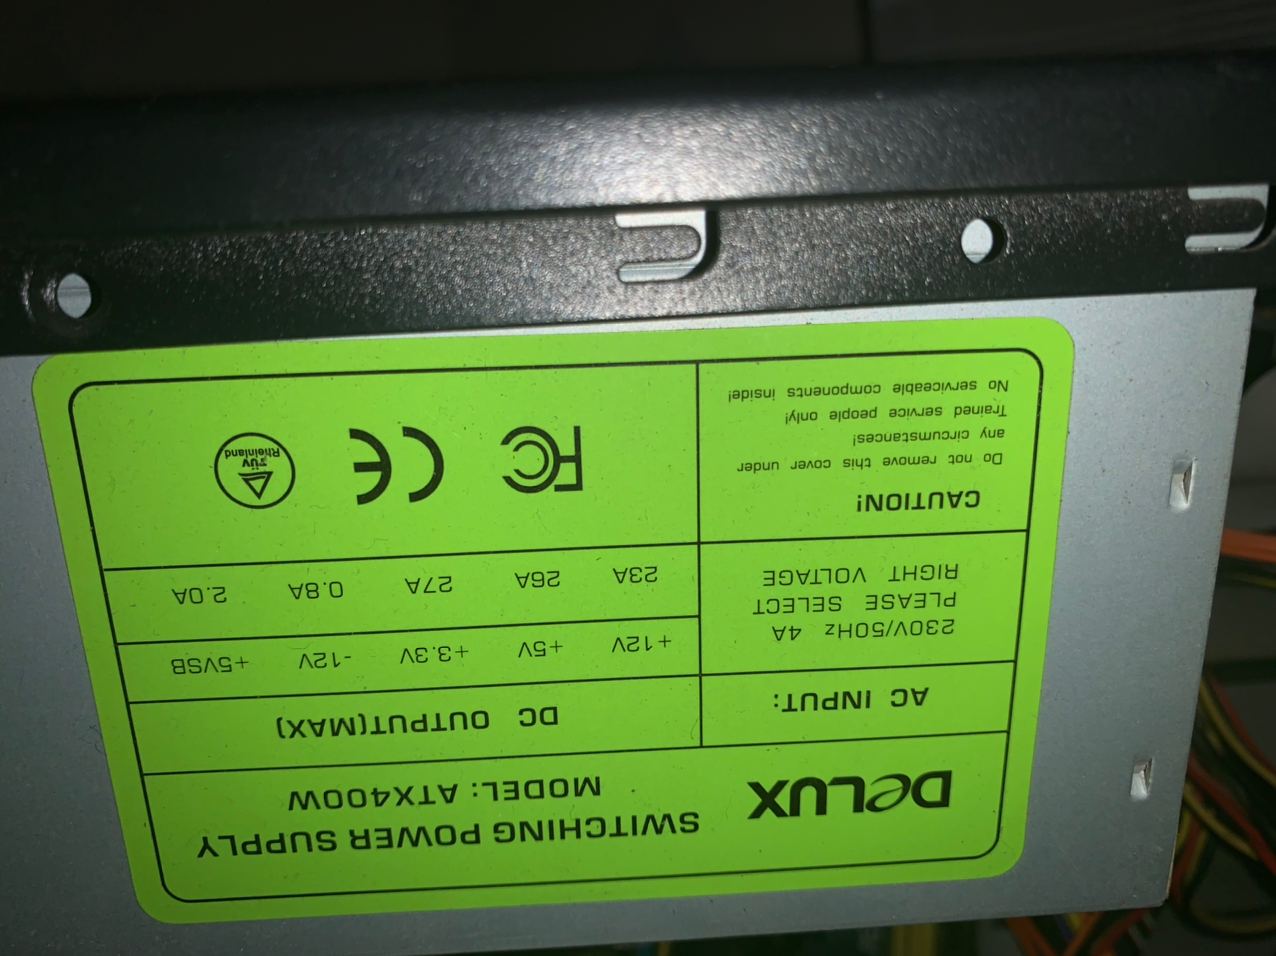 DeLUX
SWITCHING POWER SUPPLY
MODEL: ATX400W
AC INPUT:
230V/50Hz 4A
PLEASE SELECT
RIGHT VOLTAGE
DC OUTPUT(MAX)
+12V +5V +3.3V -12V +5VSB
23A 26A 27A 0.8A 2.0A
CAUTION!
Do not remove this cover under
any circumstances!
Trained service people only!
No serviceable components inside!
FC CE
TÜV
Rheinland